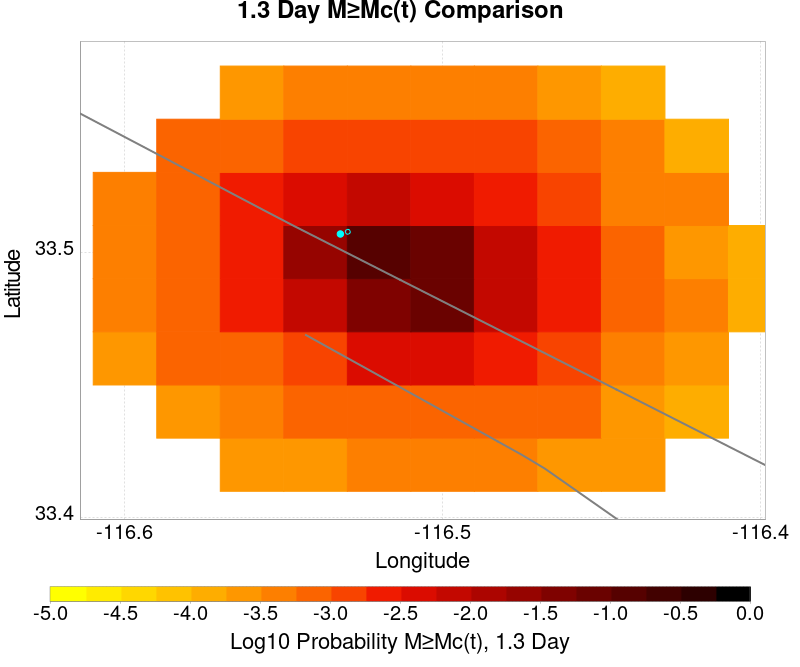 1.3 Day M≥Mc(t) Comparison
Latitude
33.5
33.4
-116.6 -116.5 -116.4
Longitude
-5.0 -4.5 -4.0 -3.5 -3.0 -2.5 -2.0 -1.5 -1.0 -0.5 0.0
Log10 Probability M≥Mc(t), 1.3 Day